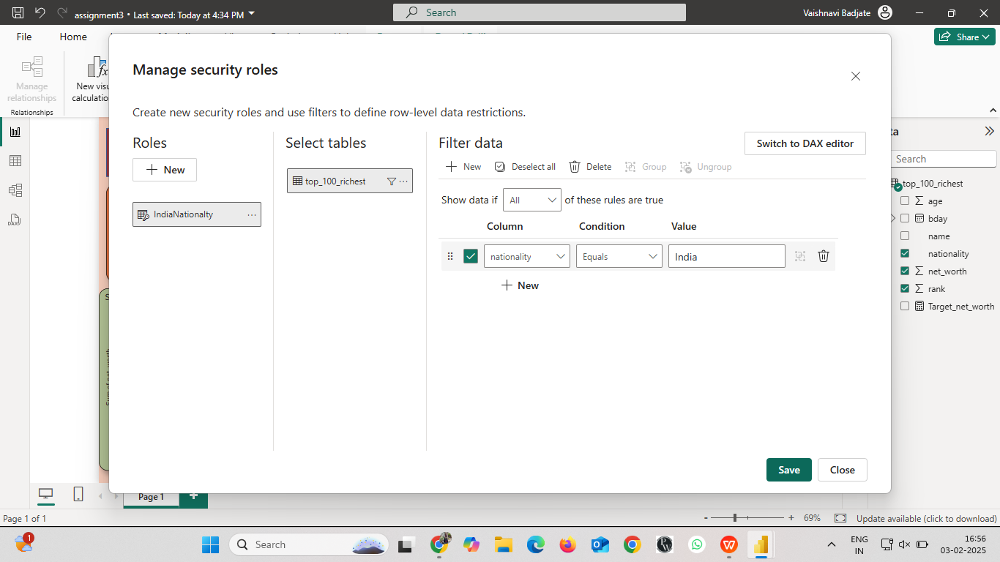 assignment3 • Last saved: Today at 4:34 PM
Search
Vaishnavi Badjate
File
Home
Share
Manage relationships
New visu
calculatio
Relationships
Manage security roles
Create new security roles and use filters to define row-level data restrictions.
Roles
New
IndiaNationalty
Select tables
top_100_richest
Filter data
Switch to DAX editor
New
Deselect all
Delete
Group
Ungroup
Show data if
All
of these rules are true
Column
Condition
Value
nationality
Equals
India
New
Save
Close
ta
Search
top_100_richest
age
bday
name
nationality
net_worth
rank
Target_net_worth
DAX
Page 1
Page 1 of 1
69%
Update available (click to download)
1
Search
ENG
IN
16:56
03-02-2025